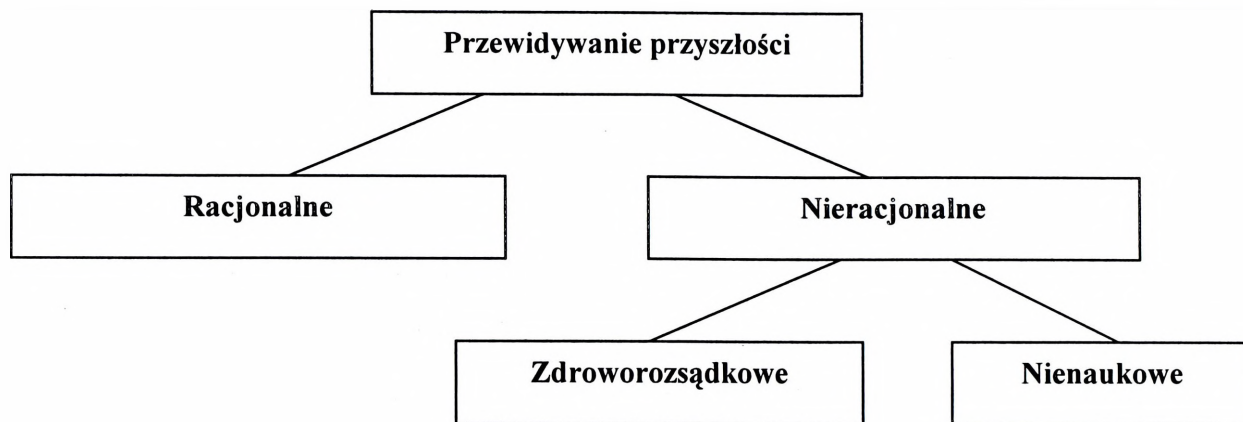 Przewidywanie przyszłości
Racjonalne
Nieracjonalne
Zdroworozsądkowe
Nienaukowe